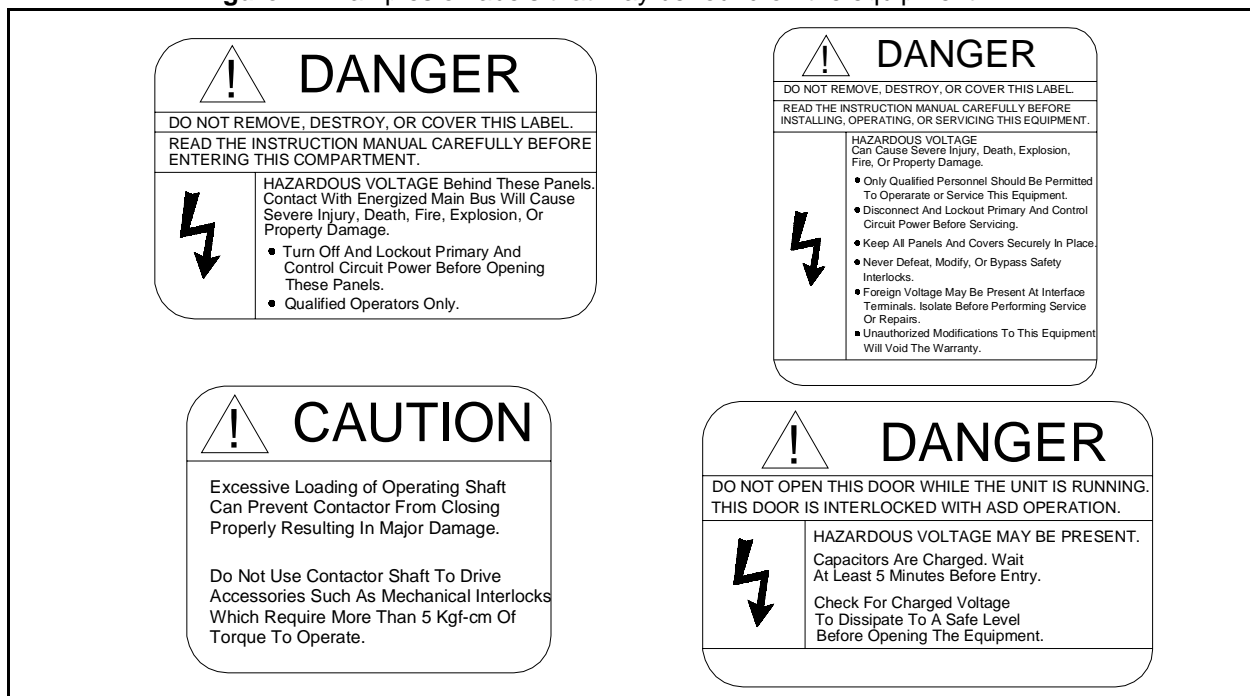 DANGER
DO NOT REMOVE, DESTROY, OR COVER THIS LABEL.
READ THE INSTRUCTION MANUAL CAREFULLY BEFORE
ENTERING THIS COMPARTMENT.
HAZARDOUS VOLTAGE Behind These Panels.
Contact With Energized Main Bus Will Cause
Severe Injury, Death, Fire, Explosion, Or
Property Damage.
• Turn Off And Lockout Primary And
Control Circuit Power Before Opening
These Panels.
• Qualified Operators Only.
DANGER
DO NOT REMOVE, DESTROY, OR COVER THIS LABEL.
READ THE INSTRUCTION MANUAL CAREFULLY BEFORE
INSTALLING, OPERATING, OR SERVICING THIS EQUIPMENT.
HAZARDOUS VOLTAGE
Can Cause Severe Injury, Death, Explosion,
Fire, Or Property Damage.
• Only Qualified Personnel Should Be Permitted
To Operarate or Service This Equipment.
• Disconnect And Lockout Primary And Control
Circuit Power Before Servicing.
• Keep All Panels And Covers Securely In Place.
• Never Defeat, Modify, Or Bypass Safety
Interlocks.
• Foreign Voltage May Be Present At Interface
Terminals. Isolate Before Performing Service
Or Repairs.
• Unauthorized Modifications To This Equipment
Will Void The Warranty.
CAUTION
Excessive Loading of Operating Shaft
Can Prevent Contactor From Closing
Properly Resulting In Major Damage.
Do Not Use Contactor Shaft To Drive
Accessories Such As Mechanical Interlocks
Which Require More Than 5 Kgf-cm Of
Torque To Operate.
DANGER
DO NOT OPEN THIS DOOR WHILE THE UNIT IS RUNNING.
THIS DOOR IS INTERLOCKED WITH ASD OPERATION.
HAZARDOUS VOLTAGE MAY BE PRESENT.
Capacitors Are Charged. Wait
At Least 5 Minutes Before Entry.
Check For Charged Voltage
To Dissipate To A Safe Level
Before Opening The Equipment.